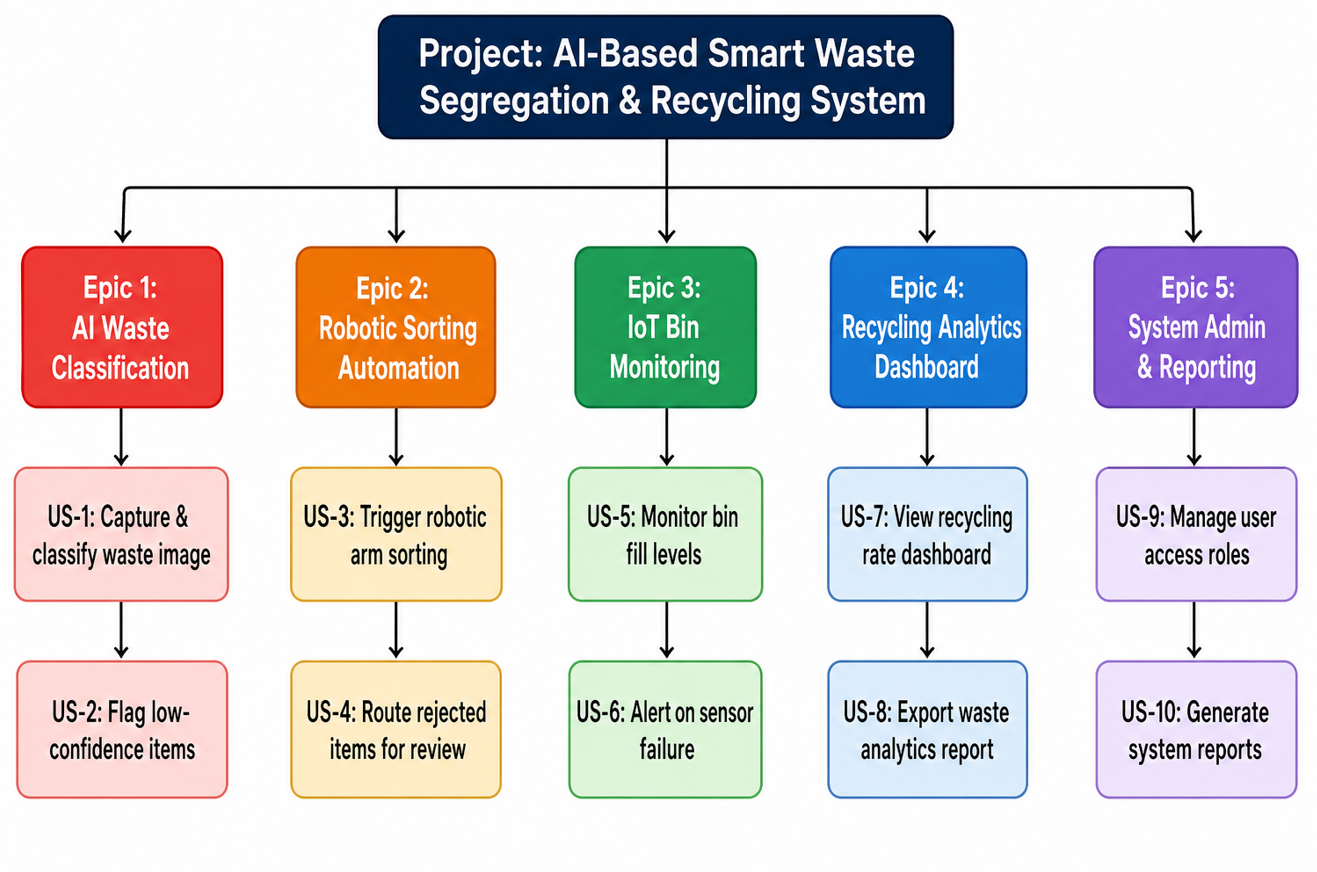 Project: AI-Based Smart Waste
Segregation & Recycling System
Epic 1:
AI Waste
Classification
Epic 2:
Robotic Sorting
Automation
Epic 3:
IoT Bin
Monitoring
Epic 4:
Recycling Analytics
Dashboard
Epic 5:
System Admin
& Reporting
US-1: Capture &
classify waste image
US-3: Trigger robotic
arm sorting
US-5: Monitor bin
fill levels
US-7: View recycling
rate dashboard
US-9: Manage user
access roles
US-2: Flag low-
confidence items
US-4: Route rejected
items for review
US-6: Alert on sensor
failure
US-8: Export waste
analytics report
US-10: Generate
system reports